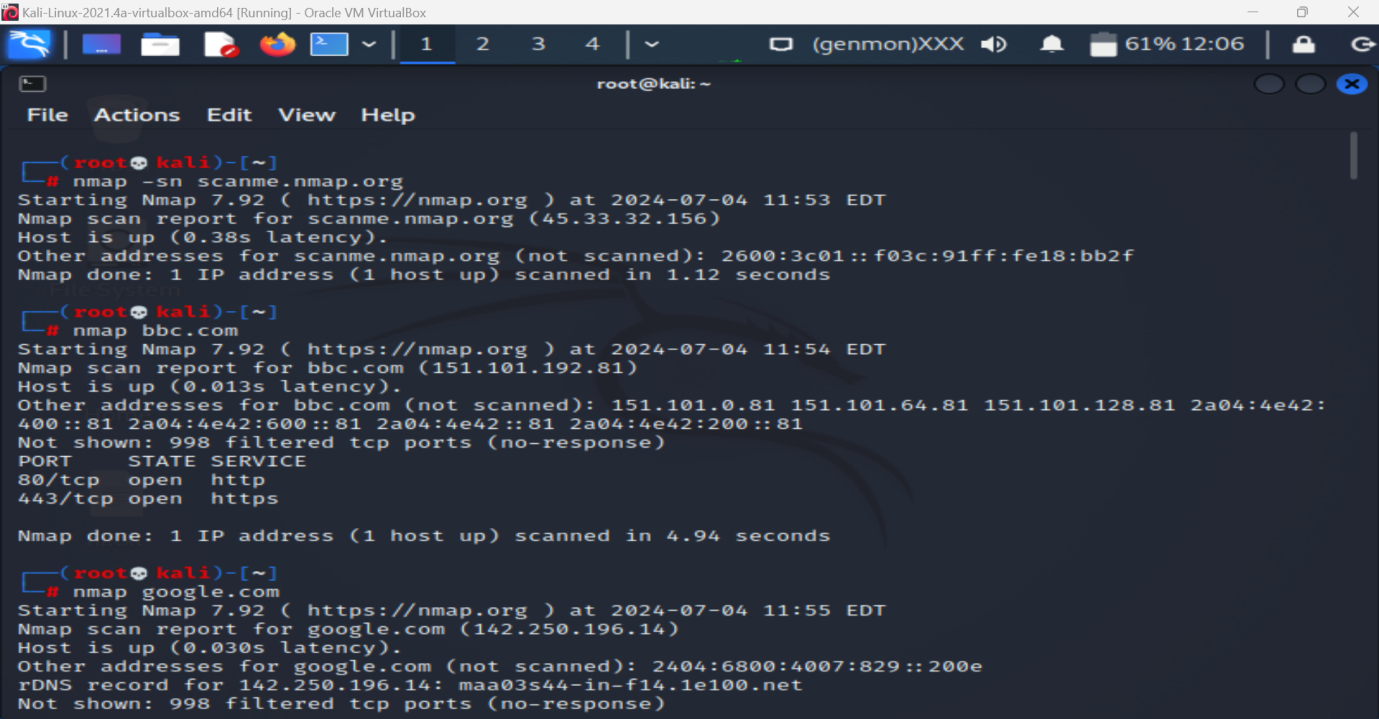 Kali-Linux-2021.4a-virtualbox-amd64 [Running] - Oracle VM VirtualBox
1 2 3 4 (genmon)XXX 61% 12:06
root@kali: ~
File Actions Edit View Help
┌──(root💀kali)-[~]
└─# nmap -sn scanme.nmap.org
Starting Nmap 7.92 ( https://nmap.org ) at 2024-07-04 11:53 EDT
Nmap scan report for scanme.nmap.org (45.33.32.156)
Host is up (0.38s latency).
Other addresses for scanme.nmap.org (not scanned): 2600:3c01::f03c:91ff:fe18:bb2f
Nmap done: 1 IP address (1 host up) scanned in 1.12 seconds
File System
┌──(root💀kali)-[~]
└─# nmap bbc.com
Starting Nmap 7.92 ( https://nmap.org ) at 2024-07-04 11:54 EDT
Nmap scan report for bbc.com (151.101.192.81)
Host is up (0.013s latency).
Other addresses for bbc.com (not scanned): 151.101.0.81 151.101.64.81 151.101.128.81 2a04:4e42:
400::81 2a04:4e42:600::81 2a04:4e42::81 2a04:4e42:200::81
Not shown: 998 filtered tcp ports (no-response)
PORT    STATE SERVICE
80/tcp  open  http
443/tcp open  https
Nmap done: 1 IP address (1 host up) scanned in 4.94 seconds
┌──(root💀kali)-[~]
└─# nmap google.com
Starting Nmap 7.92 ( https://nmap.org ) at 2024-07-04 11:55 EDT
Nmap scan report for google.com (142.250.196.14)
Host is up (0.030s latency).
Other addresses for google.com (not scanned): 2404:6800:4007:829::200e
rDNS record for 142.250.196.14: maa03s44-in-f14.1e100.net
Not shown: 998 filtered tcp ports (no-response)